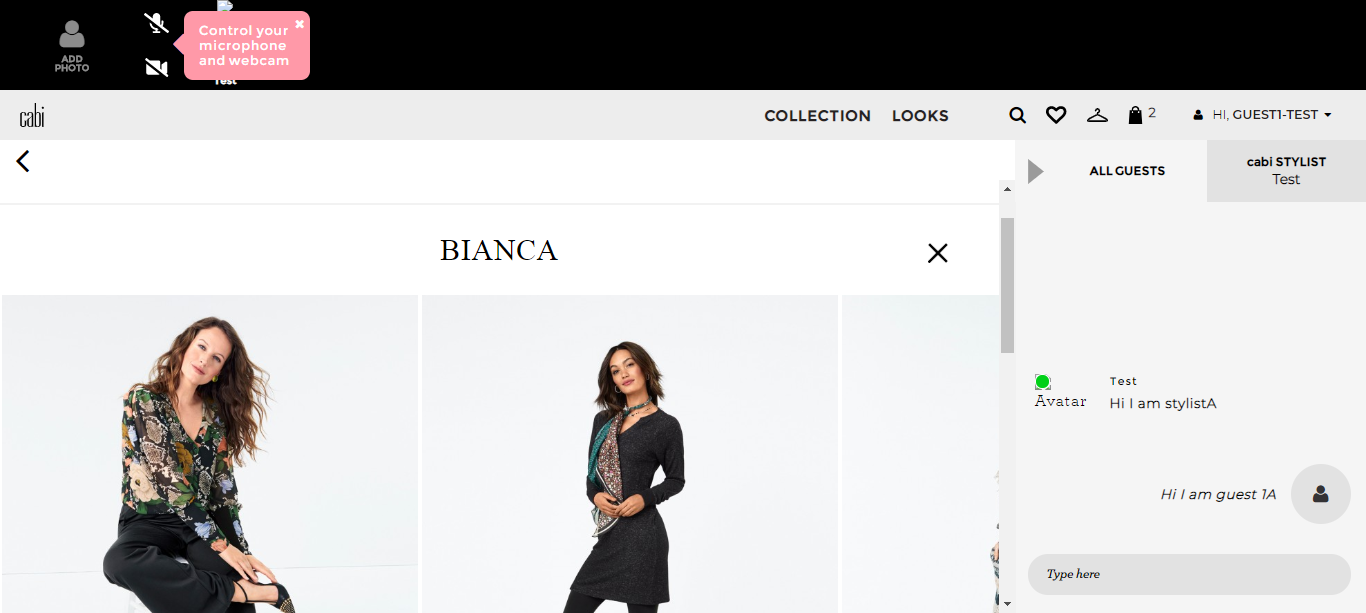 ADD
PHOTO
Control your
microphone
and webcam
Test
cabi
COLLECTION
LOOKS
2
HI, GUEST1-TEST
ALL GUESTS
cabi STYLIST
Test
BIANCA
Avatar
Test
Hi I am stylistA
Hi I am guest 1A
Type here